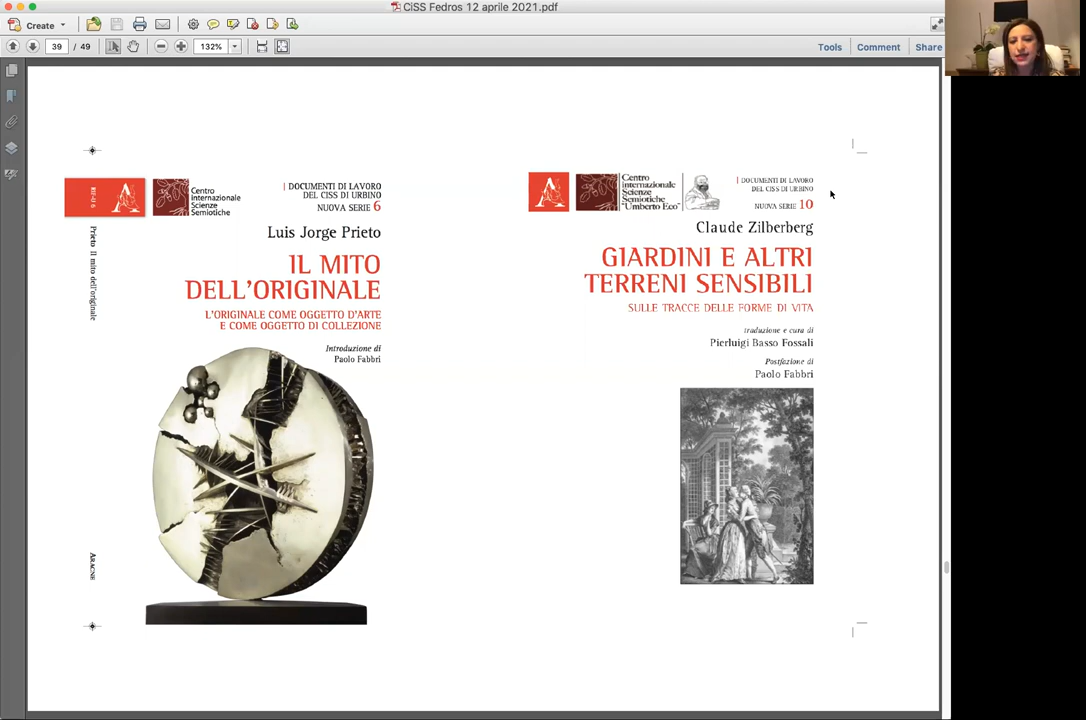 CiSS Fedros 12 aprile 2021.pdf
Create
39 / 49
132%
Tools
Comment
Share
RIF-EI 6
Centro
Internazionale
Scienze
Semiotiche
DOCUMENTI DI LAVORO
DEL CISS DI URBINO
NUOVA SERIE 6
Luis Jorge Prieto
IL MITO
DELL'ORIGINALE
L'ORIGINALE COME OGGETTO D'ARTE
E COME OGGETTO DI COLLEZIONE
Introduzione di
Paolo Fabbri
Prieto Il mito dell'originale
ARACNE
A
Centro
Internazionale
Scienze
Semiotiche
"Umberto Eco"
DOCUMENTI DI LAVORO
DEL CISS DI URBINO
NUOVA SERIE 10
Claude Zilberberg
GIARDINI E ALTRI
TERRENI SENSIBILI
SULLE TRACCE DELLE FORME DI VITA
traduzione e cura di
Pierluigi Basso Fossali
Postfazione di
Paolo Fabbri